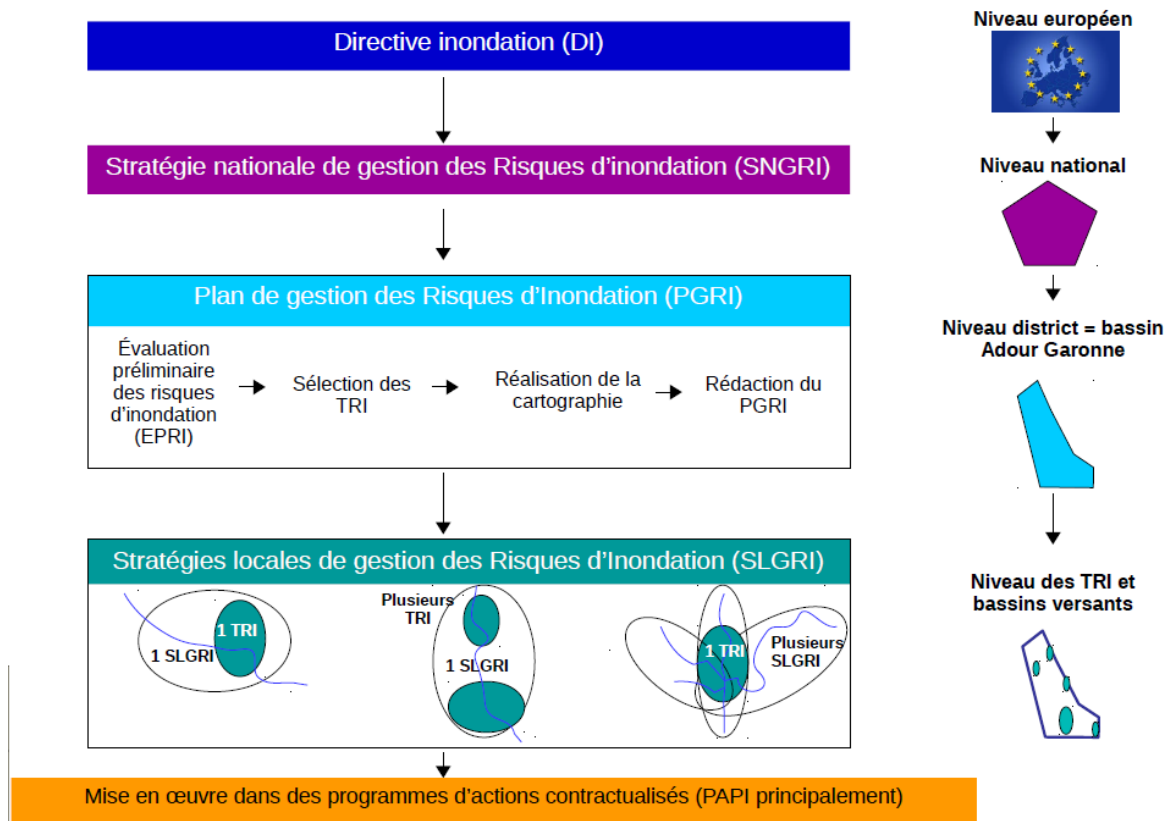 Directive inondation (DI)
Stratégie nationale de gestion des Risques d'inondation (SNGRI)
Plan de gestion des Risques d'Inondation (PGRI)
Évaluation
préliminaire
des risques
d'inondation
(EPRI)
Sélection des
TRI
Réalisation de la
cartographie
Rédaction du
PGRI
Stratégies locales de gestion des Risques d'Inondation (SLGRI)
1 TRI
1 SLGRI
Plusieurs
TRI
1 SLGRI
1 TRI
Plusieurs
SLGRI
Mise en œuvre dans des programmes d'actions contractualisés (PAPI principalement)
Niveau européen
Niveau national
Niveau district = bassin
Adour Garonne
Niveau des TRI et
bassins versants